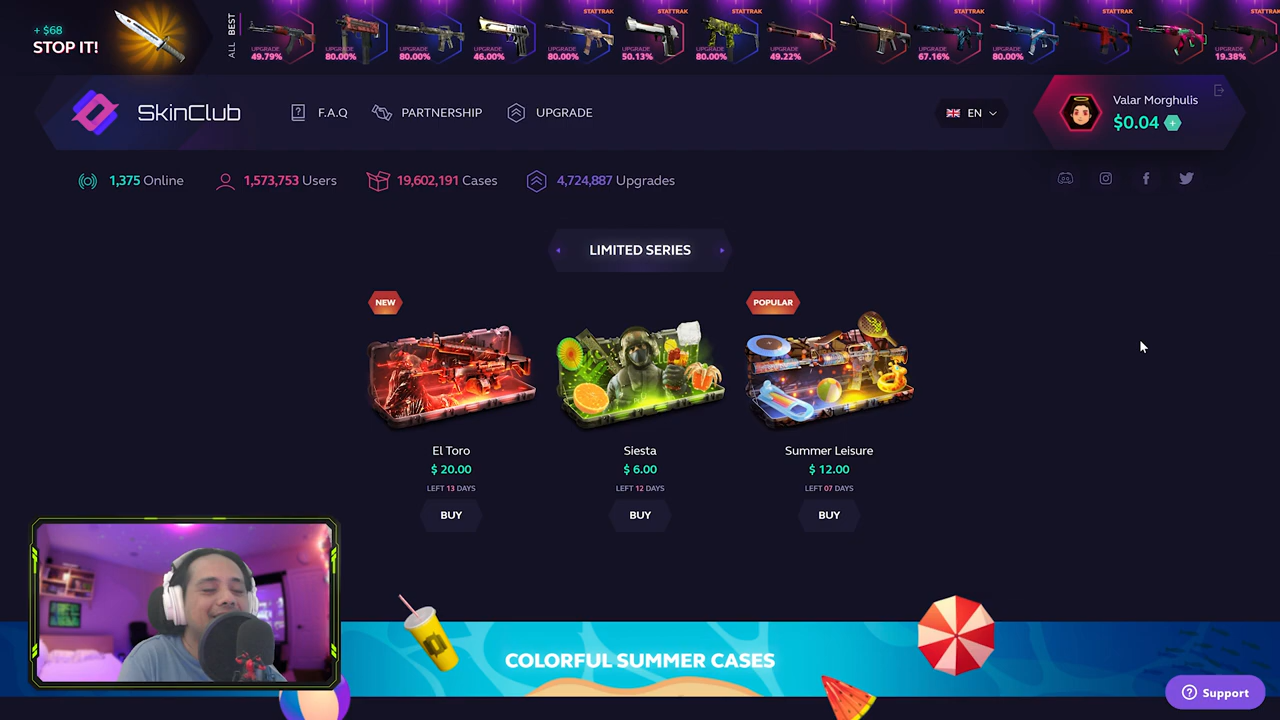 + $68
STOP IT!
ALL BEST
UPGRADE
49.79%
UPGRADE
80.00%
UPGRADE
80.00%
UPGRADE
46.00%
STATTRAK
UPGRADE
80.00%
STATTRAK
UPGRADE
50.13%
STATTRAK
UPGRADE
80.00%
UPGRADE
49.22%
STATTRAK
UPGRADE
67.16%
UPGRADE
80.00%
STATTRAK
STATTRAK
UPGRADE
19.38%
SkinClub
F.A.Q
PARTNERSHIP
UPGRADE
EN
Valar Morghulis
$0.04 +
1,375 Online
1,573,753 Users
19,602,191 Cases
4,724,887 Upgrades
LIMITED SERIES
NEW
POPULAR
El Toro
$ 20.00
LEFT 13 DAYS
BUY
Siesta
$ 6.00
LEFT 12 DAYS
BUY
Summer Leisure
$ 12.00
LEFT 07 DAYS
BUY
COLORFUL SUMMER CASES
Support